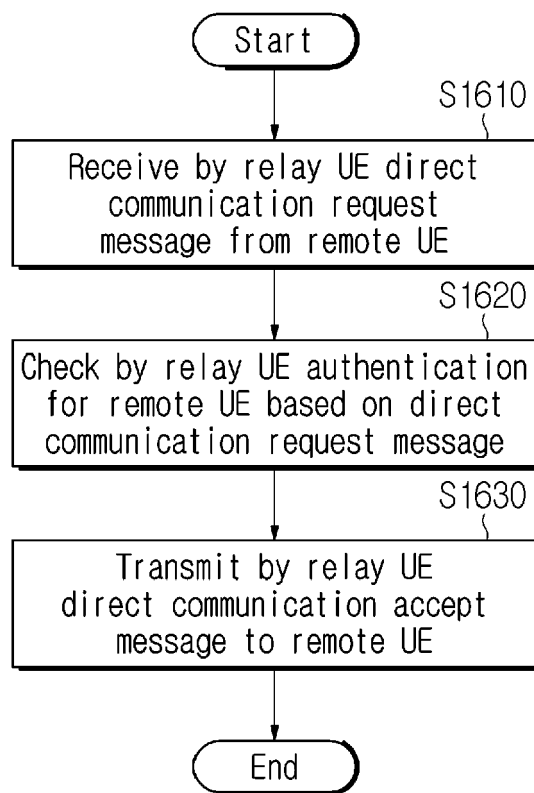 Start
S1610
Receive by relay UE direct
communication request
message from remote UE
S1620
Check by relay UE authentication
for remote UE based on direct
communication request message
S1630
Transmit by relay UE
direct communication accept
message to remote UE
End